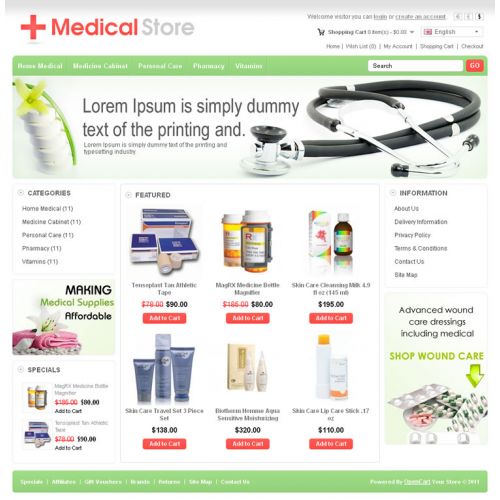 Medical Store
Welcome visitor you can login or create an account.
€ £ $
Shopping Cart 0 item(s) - $0.00
English
Home | Wish List (0) | My Account | Shopping Cart | Checkout
Home Medical Medicine Cabinet Personal Care Pharmacy Vitamins
Search GO
Lorem Ipsum is simply dummy
text of the printing and.
Lorem Ipsum is simply dummy text of the printing and
typesetting industry
CATEGORIES
Home Medical (11)
Medicine Cabinet (11)
Personal Care (11)
Pharmacy (11)
Vitamins (11)
MAKING
Medical Supplies
Affordable
SPECIALS
MagRX Medicine Bottle
Magnifier
$185.00 $80.00
Add to Cart
Tensoplast Tan Athletic
Tape
$78.00 $90.00
Add to Cart
FEATURED
Tensoplast Tan Athletic
Tape
$78.00 $90.00
Add to Cart
MagRX Medicine Bottle
Magnifier
$185.00 $80.00
Add to Cart
Skin Care Cleansing Milk 4.9
fl oz (145 ml)
$195.00
Add to Cart
Skin Care Travel Set 3 Piece
Set
$138.00
Add to Cart
Biotherm Homme Aqua
Sensitive Moisturizing
$320.00
Add to Cart
Skin Care Lip Care Stick .17
oz
$110.00
Add to Cart
INFORMATION
About Us
Delivery Information
Privacy Policy
Terms & Conditions
Contact Us
Site Map
Advanced wound
care dressings
including medical
SHOP WOUND CARE
Specials | Affiliates | Gift Vouchers | Brands | Returns | Site Map | Contact Us
Powered By OpenCart Your Store © 2011